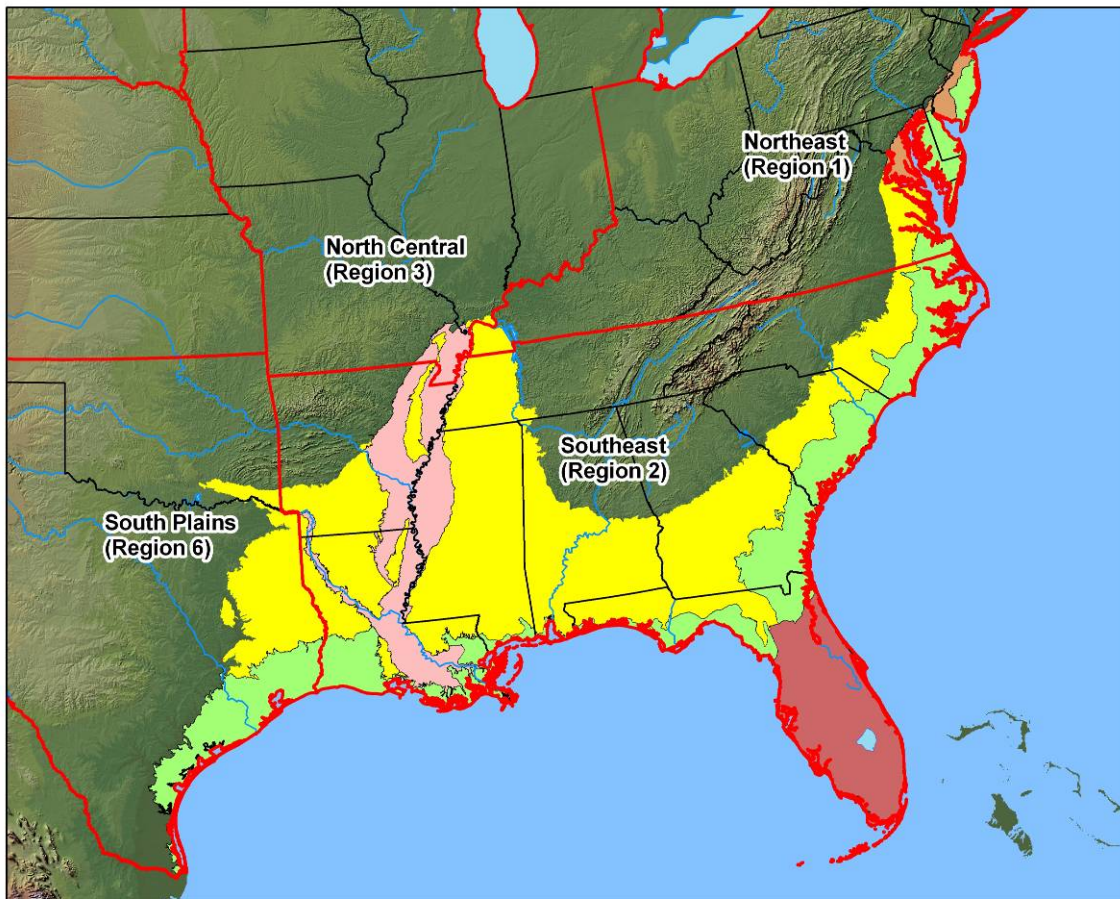 Northeast
(Region 1)
North Central
(Region 3)
Southeast
(Region 2)
South Plains
(Region 6)